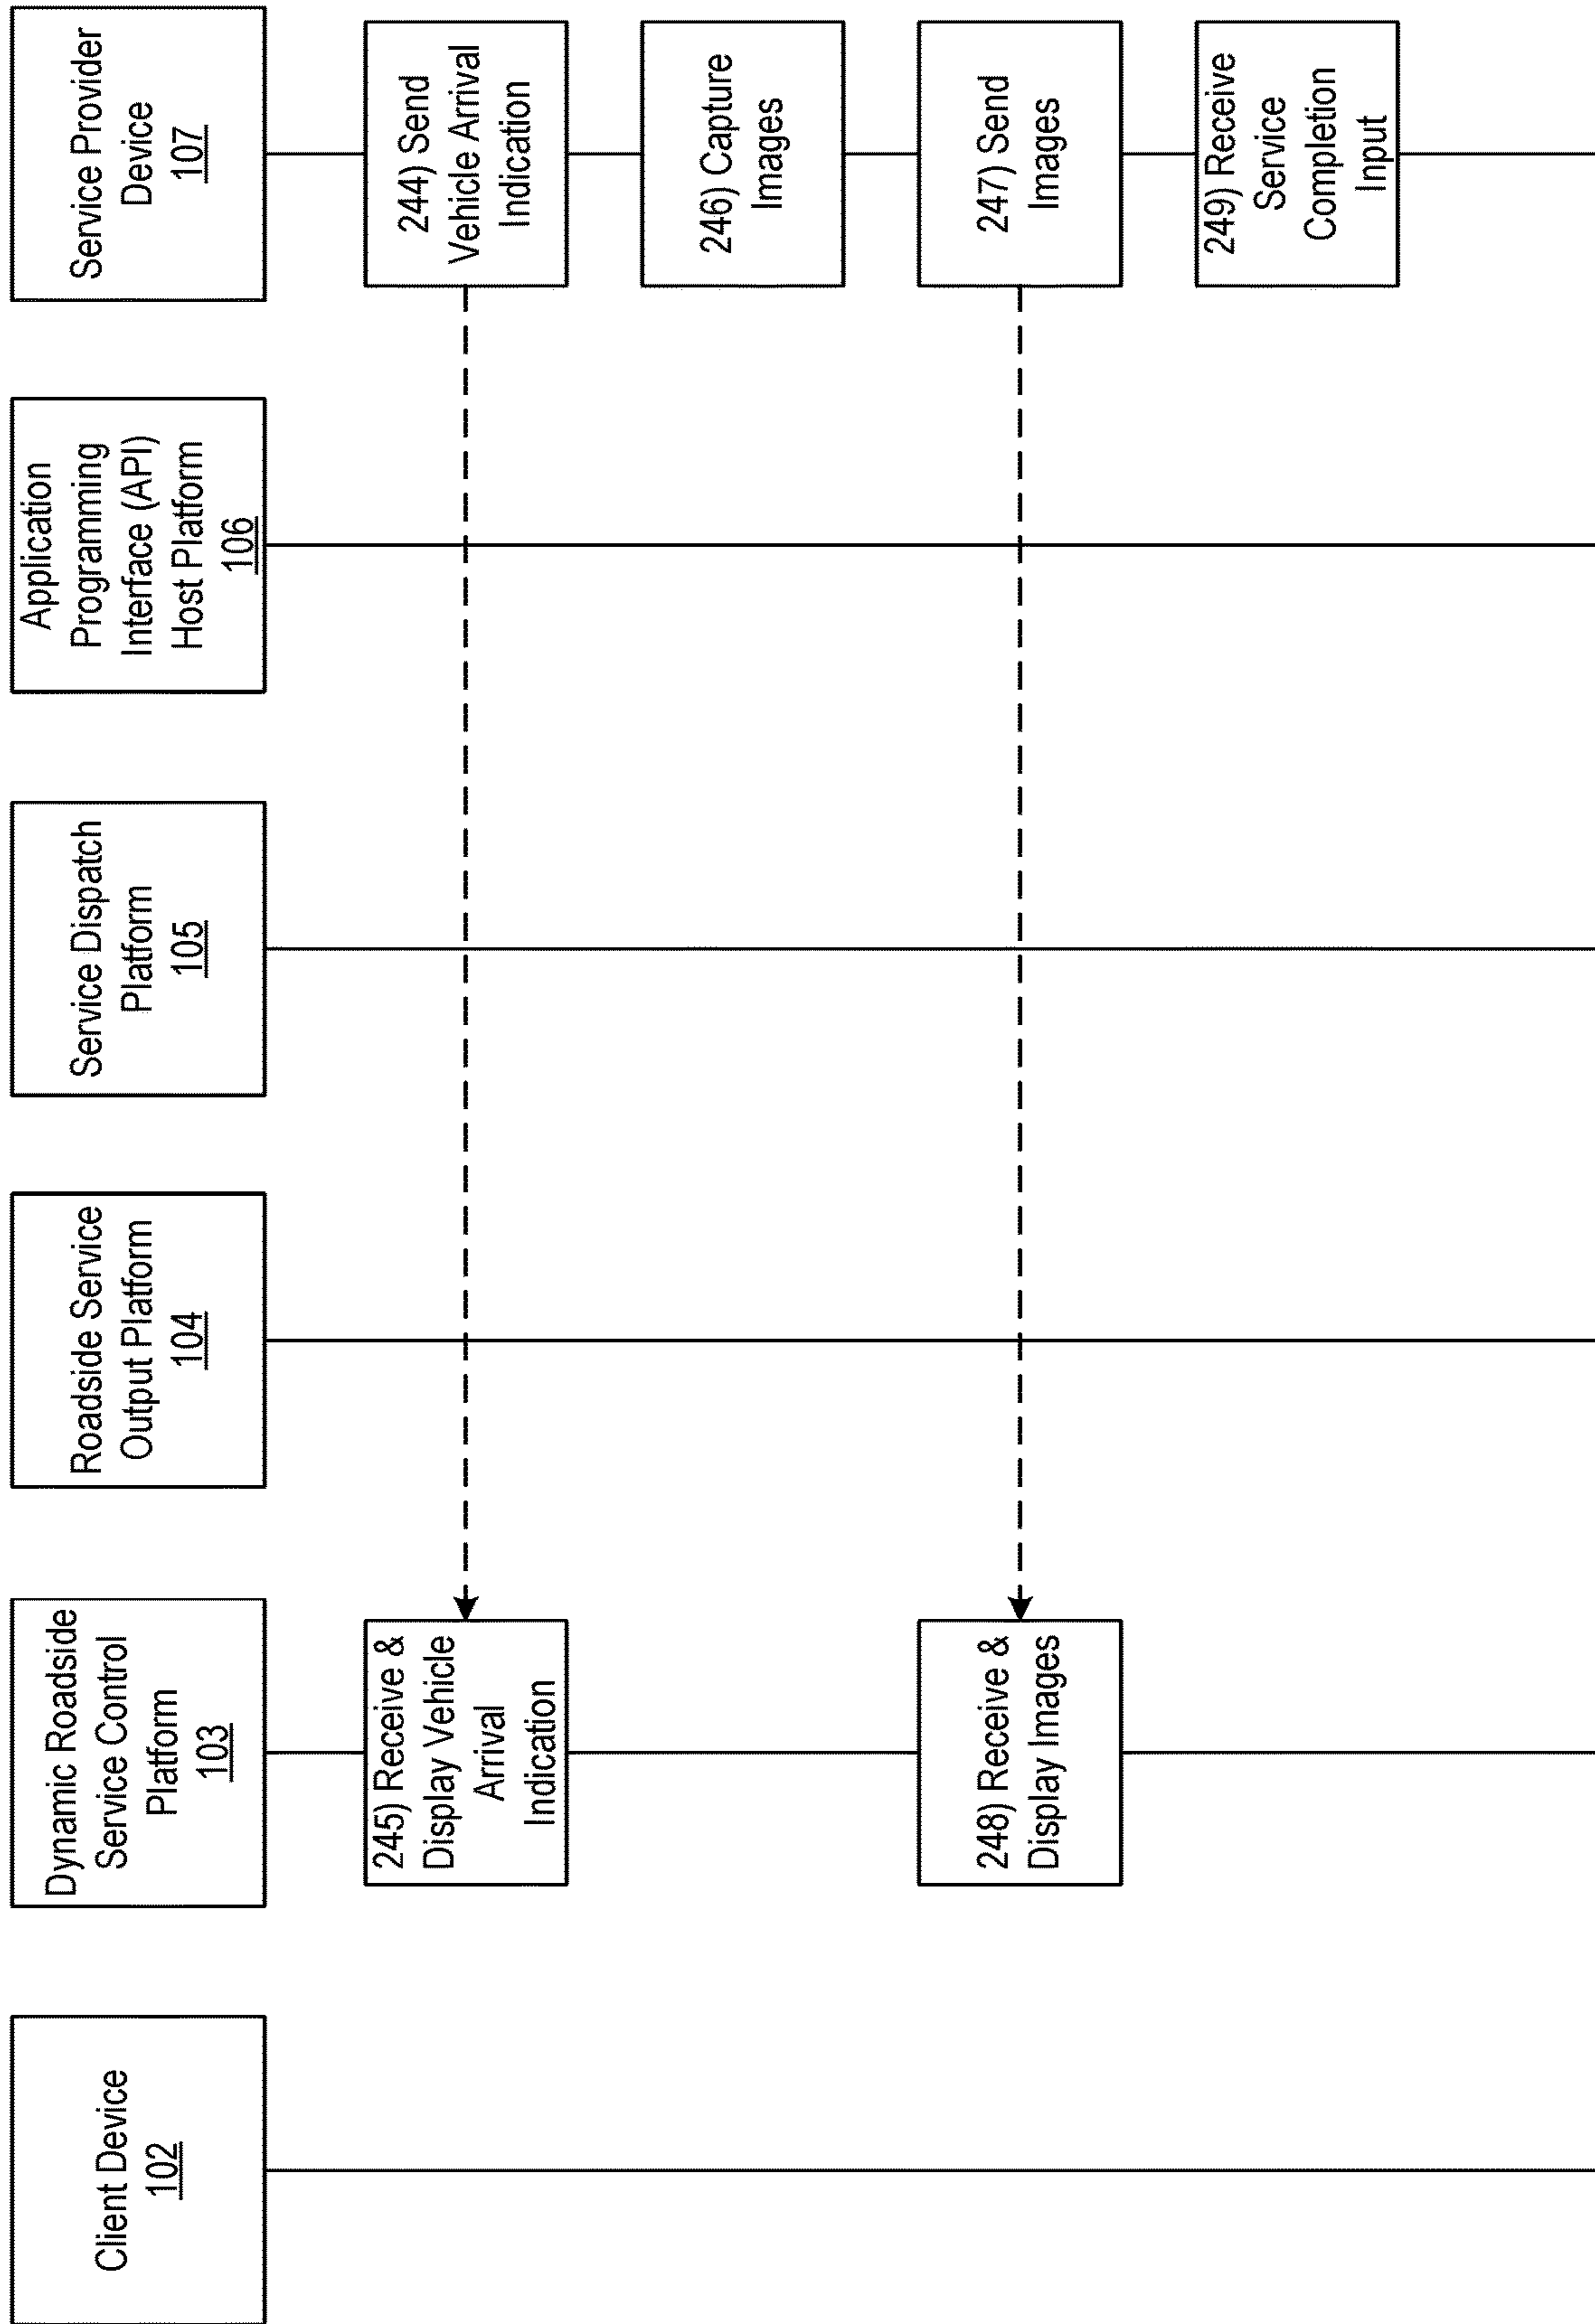 Client Device
102
Dynamic Roadside
Service Control
Platform
103
Roadside Service
Output Platform
104
Service Dispatch
Platform
105
Application
Programming
Interface (API)
Host Platform
106
Service Provider
Device
107
245) Receive &
Display Vehicle
Arrival
Indication
244) Send
Vehicle Arrival
Indication
246) Capture
Images
248) Receive &
Display Images
247) Send
Images
249) Receive
Service
Completion
Input